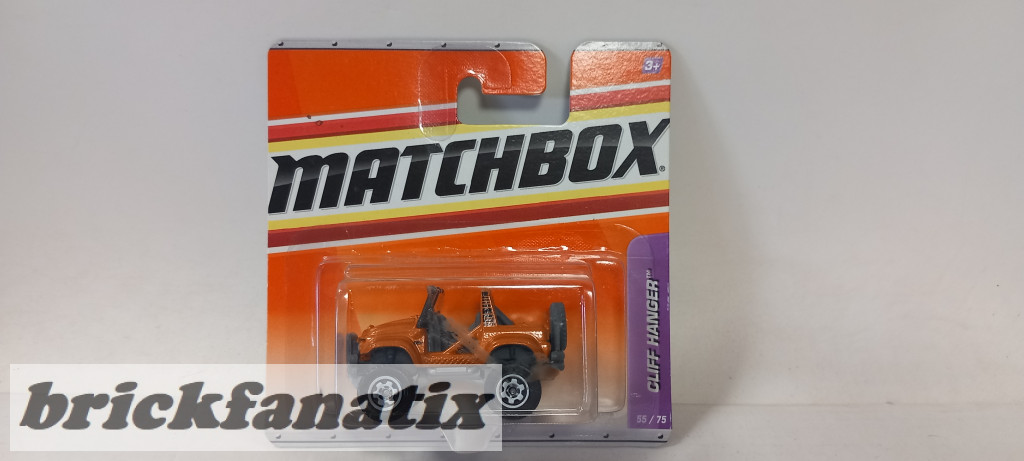 3+
MATCHBOX®
CLIFF HANGER™
55 / 75
brickfanatix